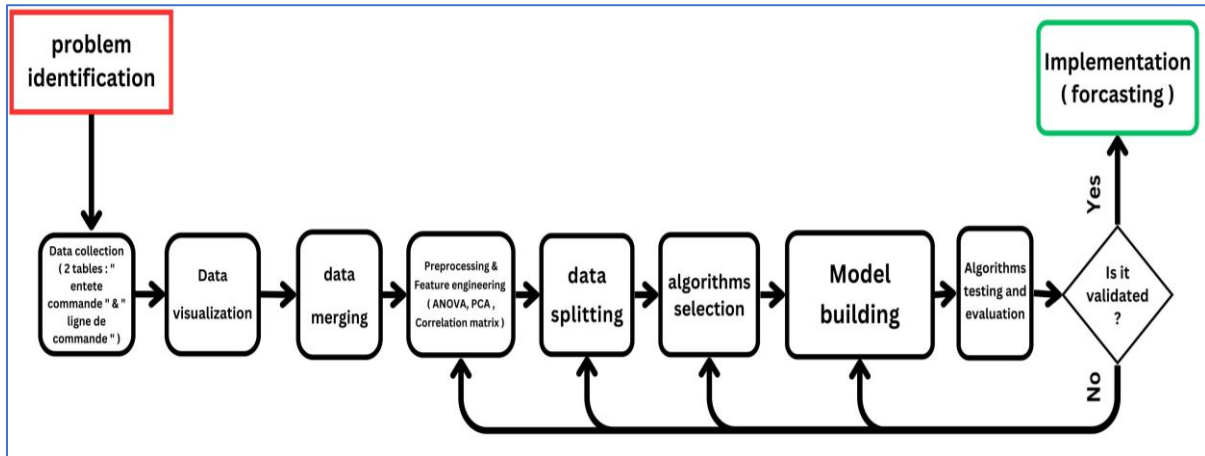 problem
identification
Implementation
( forcasting )
Yes
Data collection
( 2 tables : "
entete
commande " & "
ligne de
commande " )
Data
visualization
data
merging
Preprocessing &
Feature engineering
( ANOVA, PCA ,
Correlation matrix )
data
splitting
algorithms
selection
Model
building
Algorithms
testing and
evaluation
Is it
validated
?
No